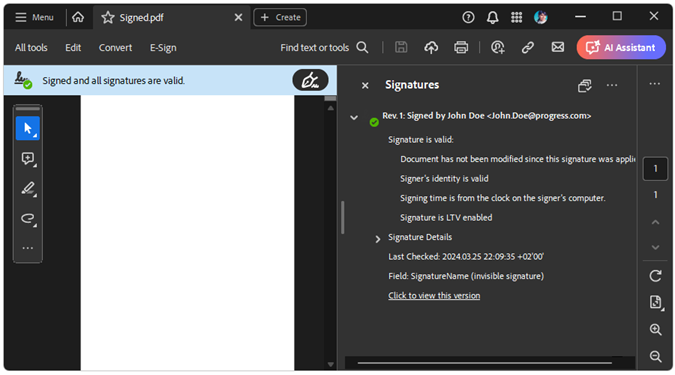 Menu
Signed.pdf
Create
All tools
Edit
Convert
E-Sign
Find text or tools
AI Assistant
Signed and all signatures are valid.
Signatures
Rev. 1: Signed by John Doe <John.Doe@progress.com>
Signature is valid:
Document has not been modified since this signature was appli
Signer's identity is valid
Signing time is from the clock on the signer's computer.
Signature is LTV enabled
Signature Details
Last Checked: 2024.03.25 22:09:35 +02'00'
Field: SignatureName (invisible signature)
Click to view this version
1
1